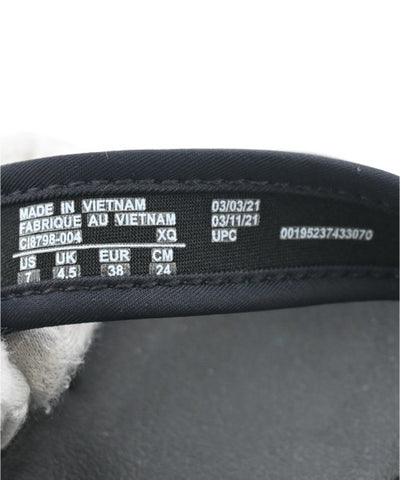 MADE IN VIETNAM 03/03/21
FABRIQUE AU VIETNAM 03/11/21
CI8798-004 XQ UPC 00195237433070
US UK EUR CM
7 4.5 38 24